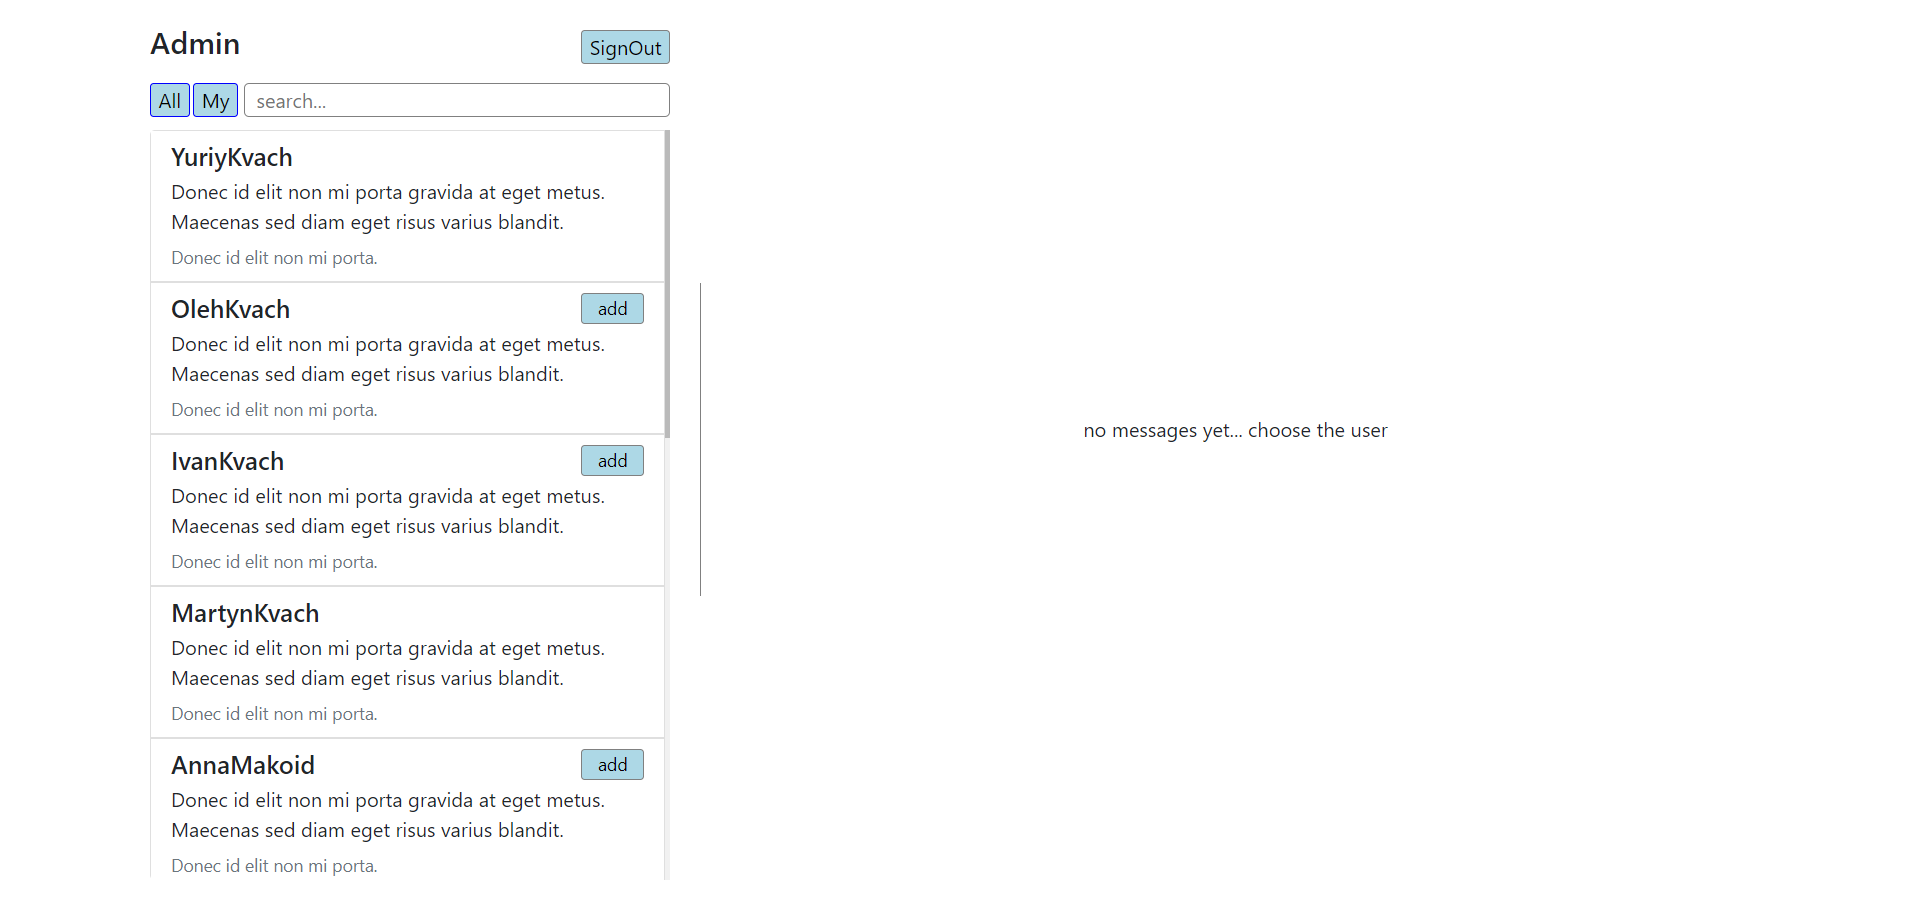 Admin
SignOut
All
My
search...
YuriyKvach
Donec id elit non mi porta gravida at eget metus.
Maecenas sed diam eget risus varius blandit.
Donec id elit non mi porta.
OlehKvach
add
Donec id elit non mi porta gravida at eget metus.
Maecenas sed diam eget risus varius blandit.
Donec id elit non mi porta.
IvanKvach
add
Donec id elit non mi porta gravida at eget metus.
Maecenas sed diam eget risus varius blandit.
Donec id elit non mi porta.
MartynKvach
Donec id elit non mi porta gravida at eget metus.
Maecenas sed diam eget risus varius blandit.
Donec id elit non mi porta.
AnnaMakoid
add
Donec id elit non mi porta gravida at eget metus.
Maecenas sed diam eget risus varius blandit.
Donec id elit non mi porta.
no messages yet... choose the user